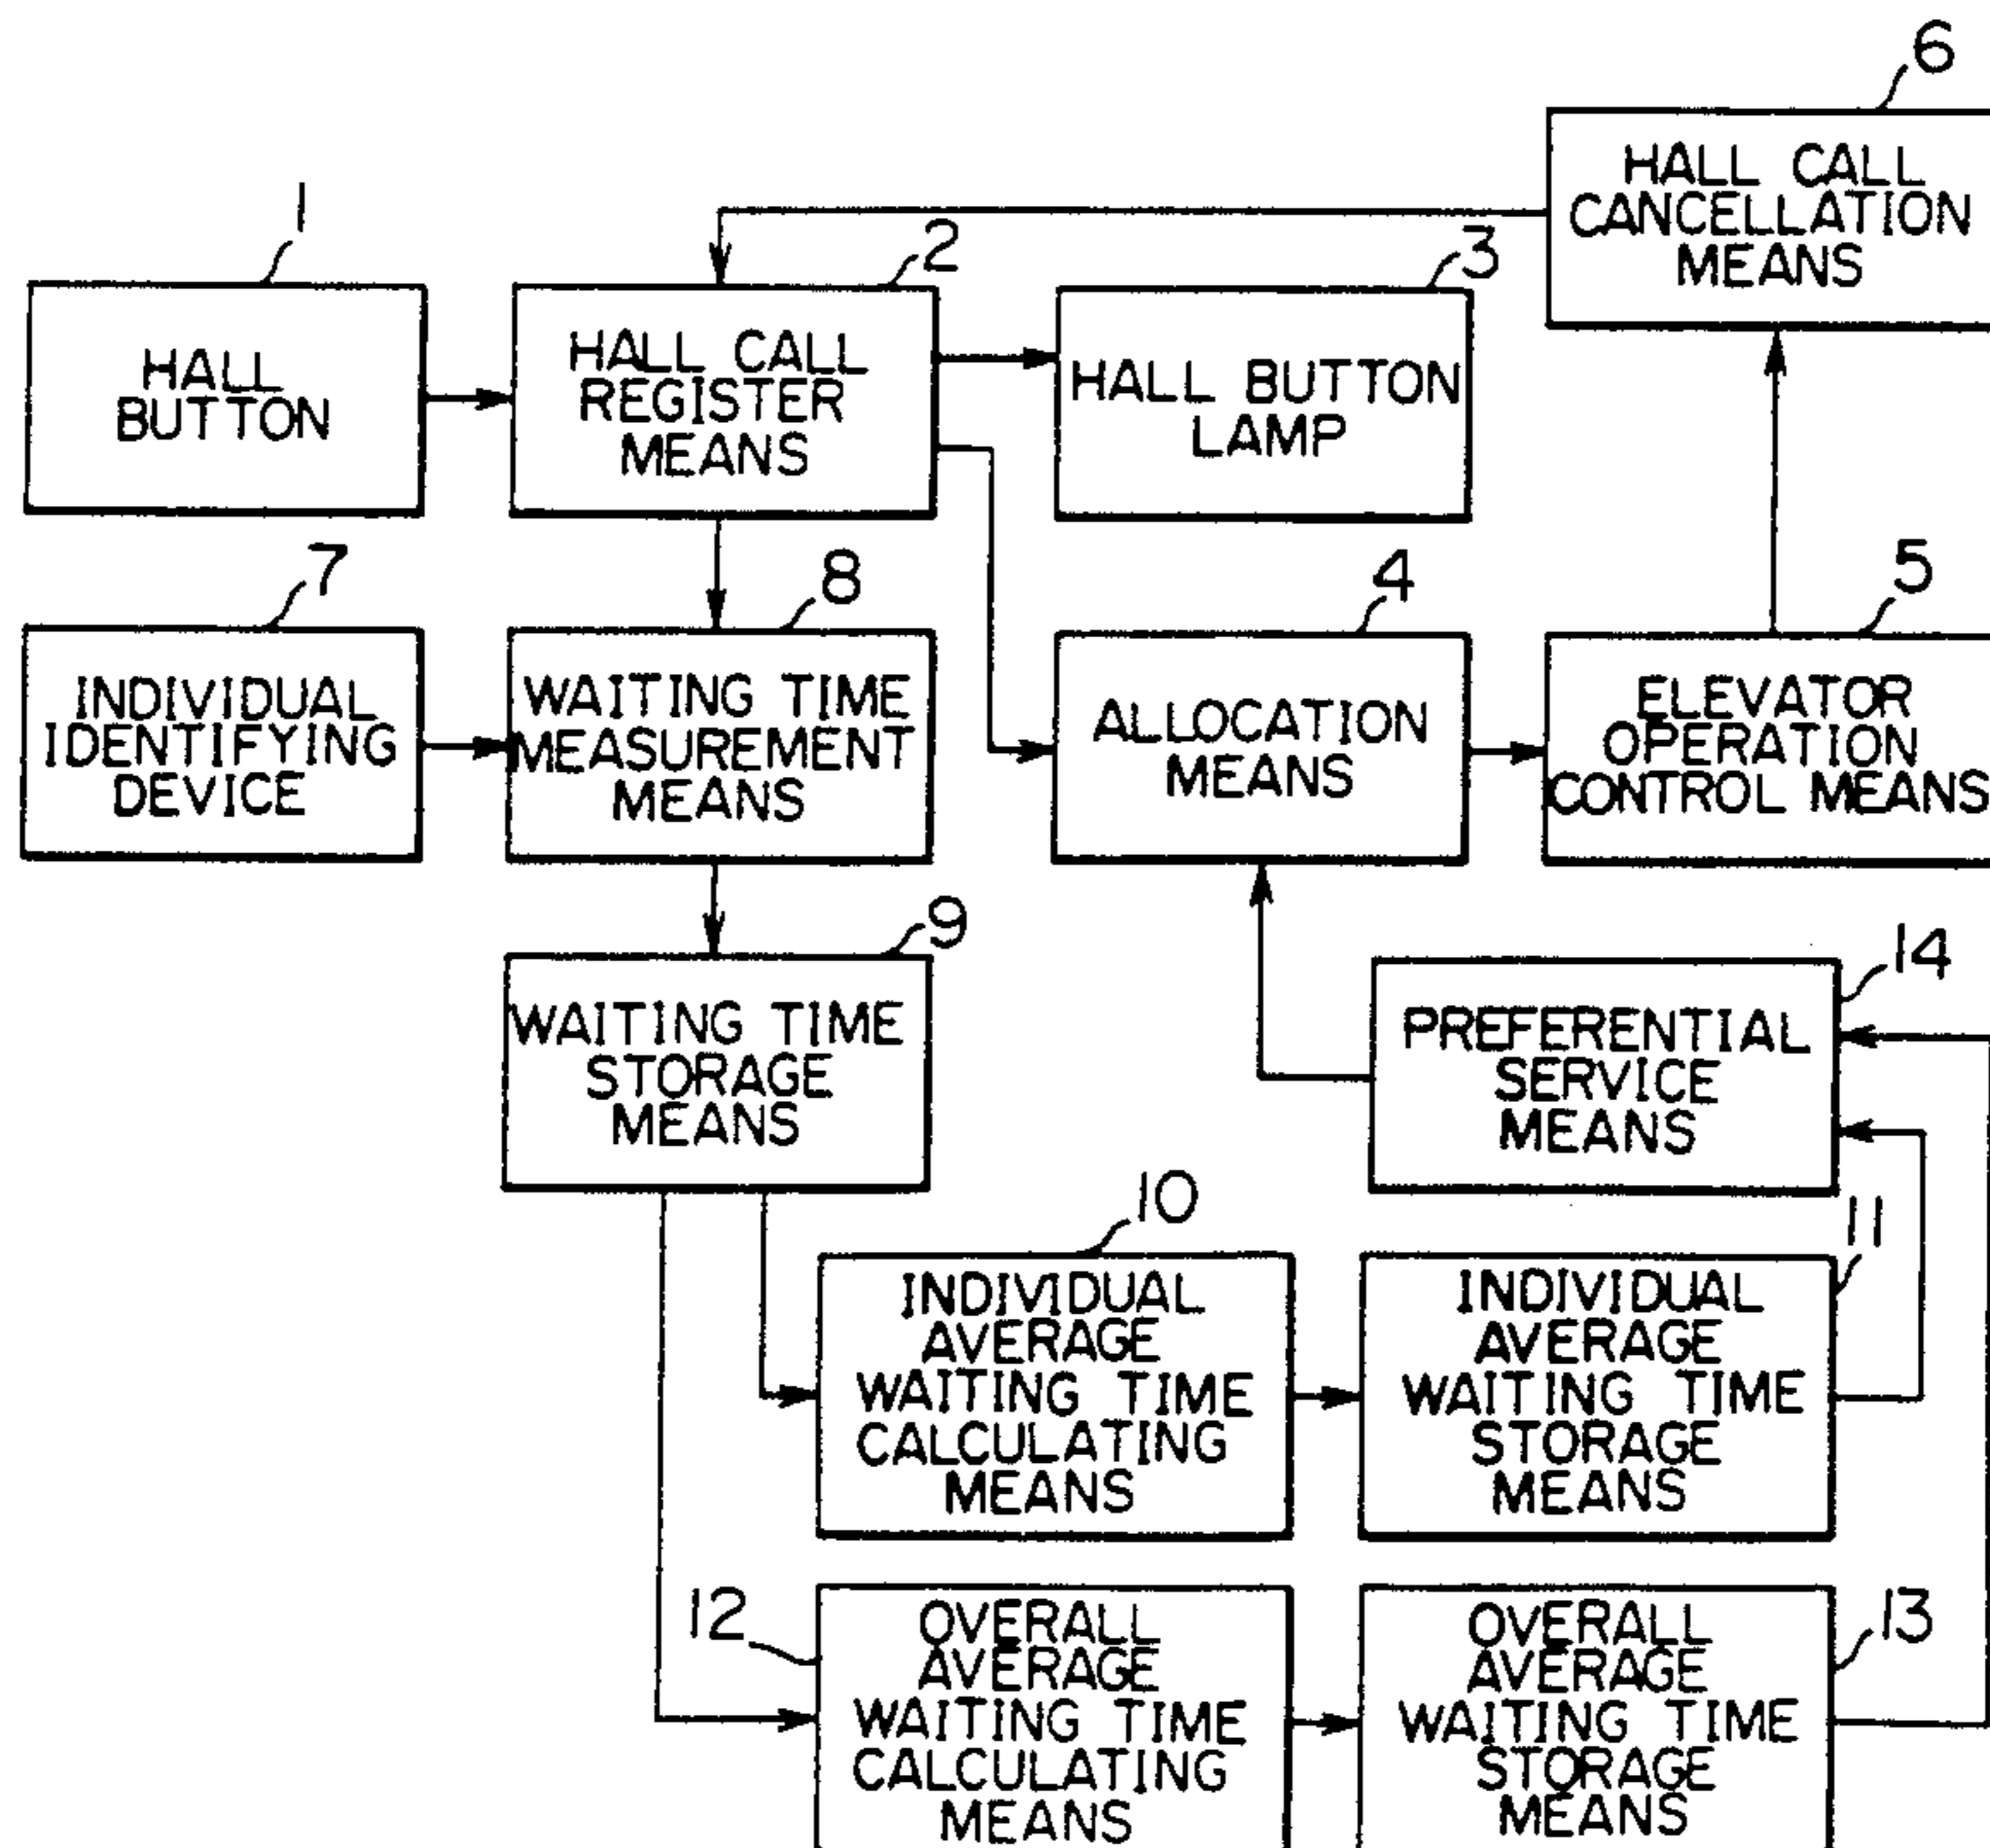 6
HALL CALL
CANCELLATION
MEANS
1
HALL
BUTTON
2
HALL CALL
REGISTER
MEANS
3
HALL BUTTON
LAMP
7
INDIVIDUAL
IDENTIFYING
DEVICE
8
WAITING TIME
MEASUREMENT
MEANS
4
ALLOCATION
MEANS
5
ELEVATOR
OPERATION
CONTROL MEANS
9
WAITING TIME
STORAGE
MEANS
14
PREFERENTIAL
SERVICE
MEANS
10
INDIVIDUAL
AVERAGE
WAITING TIME
CALCULATING
MEANS
11
INDIVIDUAL
AVERAGE
WAITING TIME
STORAGE
MEANS
12
OVERALL
AVERAGE
WAITING TIME
CALCULATING
MEANS
13
OVERALL
AVERAGE
WAITING TIME
STORAGE
MEANS